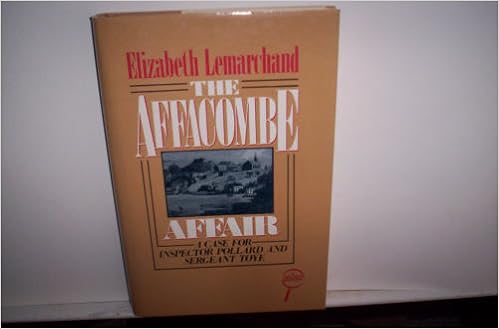 Elizabeth Lemarchand
THE
AFFACOMBE
AFFAIR
A CASE FOR
INSPECTOR POLLARD AND
SERGEANT TOYE